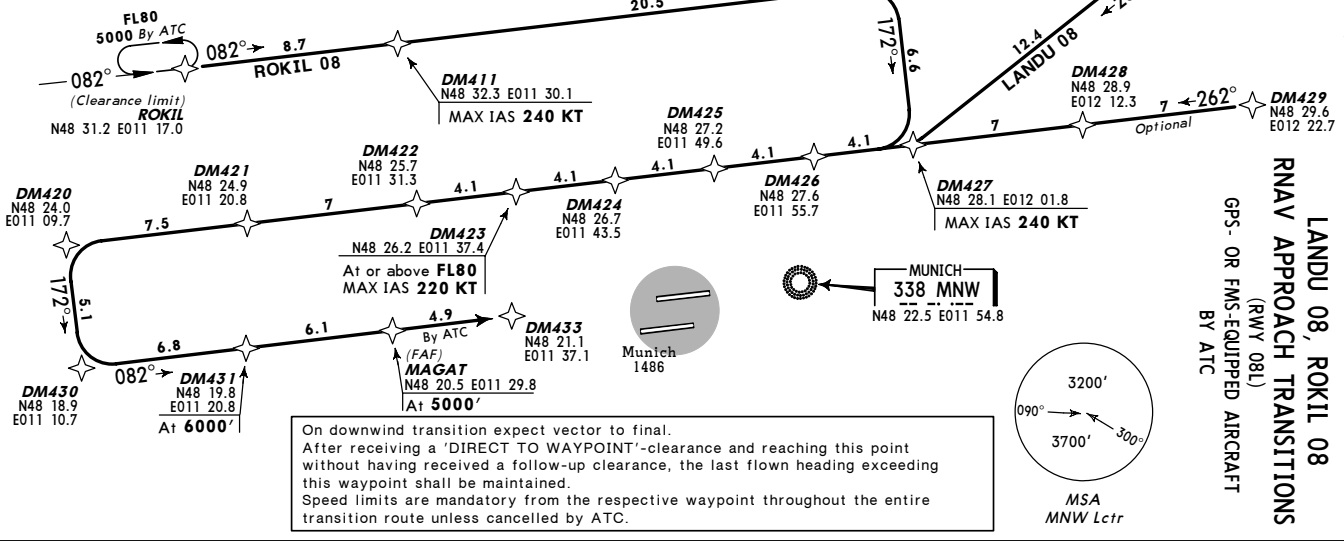 20.5
FL80
5000 By ATC
082°
8.7
ROKIL 08
082°
(Clearance limit)
ROKIL
N48 31.2 E011 17.0
DM411
N48 32.3 E011 30.1
MAX IAS 240 KT
172°
6.6
12.4
LANDU 08
DM428
N48 28.9
E012 12.3
7
262°
Optional
DM429
N48 29.6
E012 22.7
7
DM427
N48 28.1 E012 01.8
MAX IAS 240 KT
4.1
DM426
N48 27.6
E011 55.7
4.1
DM425
N48 27.2
E011 49.6
4.1
DM424
N48 26.7
E011 43.5
4.1
DM423
N48 26.2 E011 37.4
At or above FL80
MAX IAS 220 KT
4.1
DM422
N48 25.7
E011 31.3
7
DM421
N48 24.9
E011 20.8
7.5
DM420
N48 24.0
E011 09.7
172°
5.1
DM430
N48 18.9
E011 10.7
082°
6.8
DM431
N48 19.8
E011 20.8
At 6000'
6.1
(FAF)
MAGAT
N48 20.5 E011 29.8
At 5000'
4.9
By ATC
DM433
N48 21.1
E011 37.1
Munich
1486
MUNICH
338 MNW
N48 22.5 E011 54.8
3200'
090°
300°
3700'
MSA
MNW Lctr
On downwind transition expect vector to final.
After receiving a 'DIRECT TO WAYPOINT'-clearance and reaching this point
without having received a follow-up clearance, the last flown heading exceeding
this waypoint shall be maintained.
Speed limits are mandatory from the respective waypoint throughout the entire
transition route unless cancelled by ATC.
LANDU 08, ROKIL 08
RNAV APPROACH TRANSITIONS
(RWY 08L)
GPS- OR FMS-EQUIPPED AIRCRAFT
BY ATC